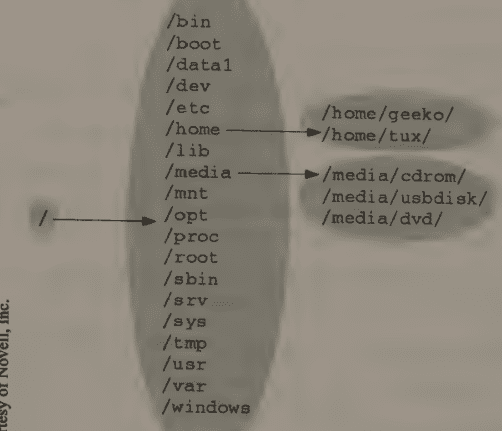 /
/bin
/boot
/data1
/dev
/etc
/home
/lib
/media
/mnt
/opt
/proc
/root
/sbin
/srv
/sys
/tmp
/usr
/var
/windows
/home/geeko/
/home/tux/
/media/cdrom/
/media/usbdisk/
/media/dvd/
of Novell, Inc.